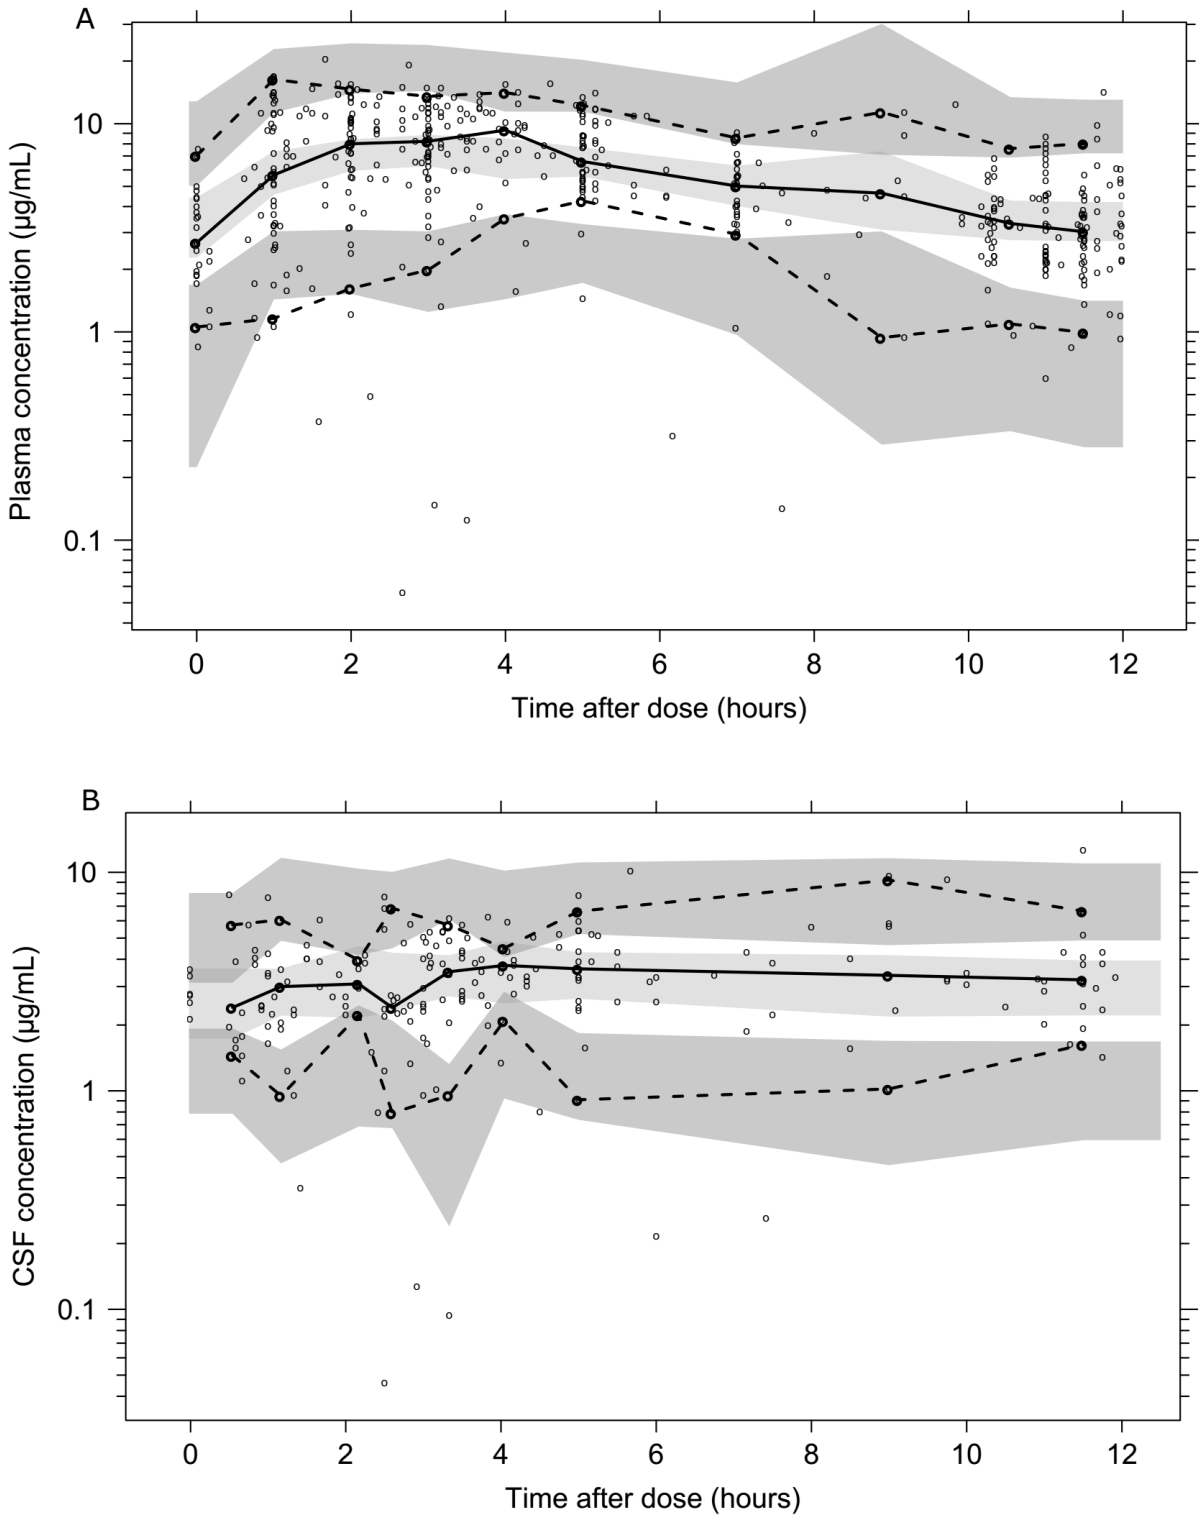 A
Plasma concentration (µg/mL)
10
1
0.1
0 2 4 6 8 10 12
Time after dose (hours)
B
CSF concentration (µg/mL)
10
1
0.1
0 2 4 6 8 10 12
Time after dose (hours)